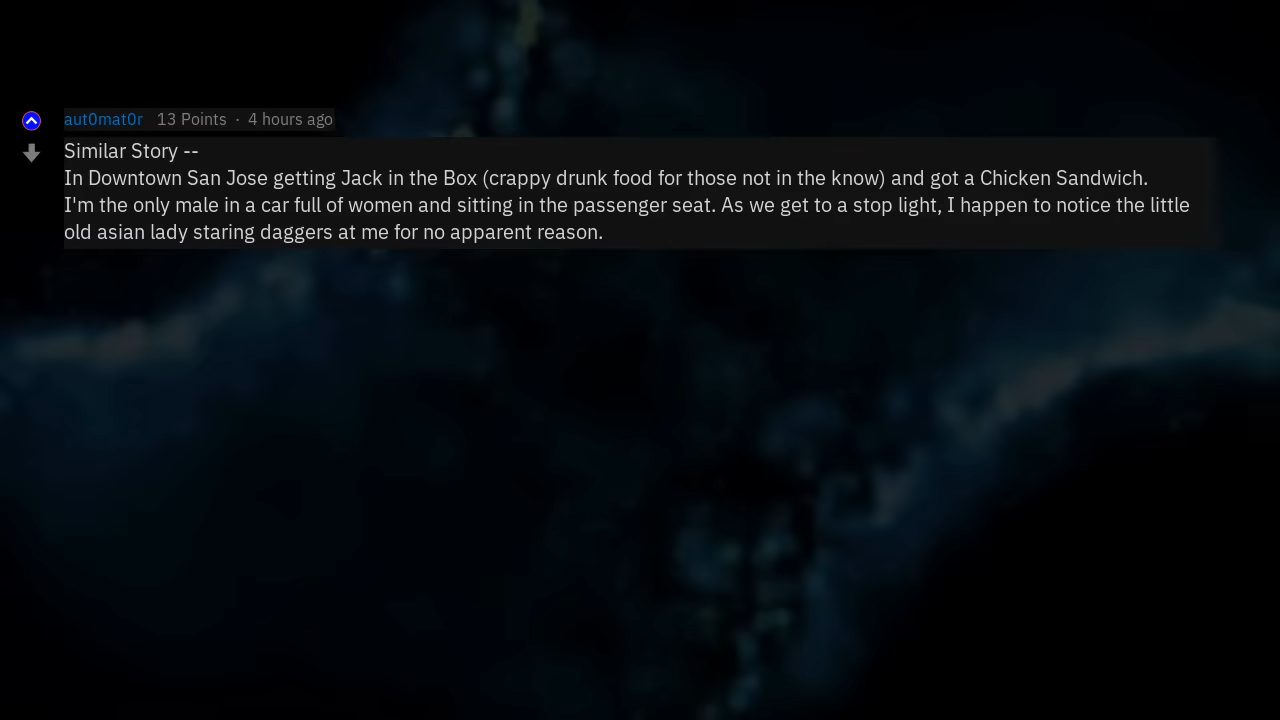 aut0mat0r 13 Points · 4 hours ago
Similar Story --
In Downtown San Jose getting Jack in the Box (crappy drunk food for those not in the know) and got a Chicken Sandwich.
I'm the only male in a car full of women and sitting in the passenger seat. As we get to a stop light, I happen to notice the little
old asian lady staring daggers at me for no apparent reason.